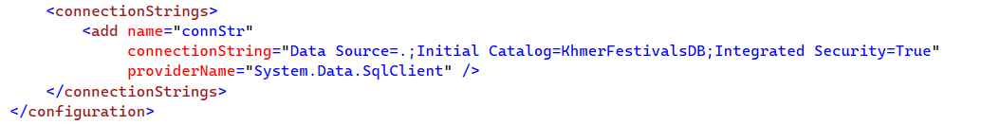 <connectionStrings>
<add name="connStr"
connectionString="Data Source=.;Initial Catalog=KhmerFestivalsDB;Integrated Security=True"
providerName="System.Data.SqlClient" />
</connectionStrings>
</configuration>